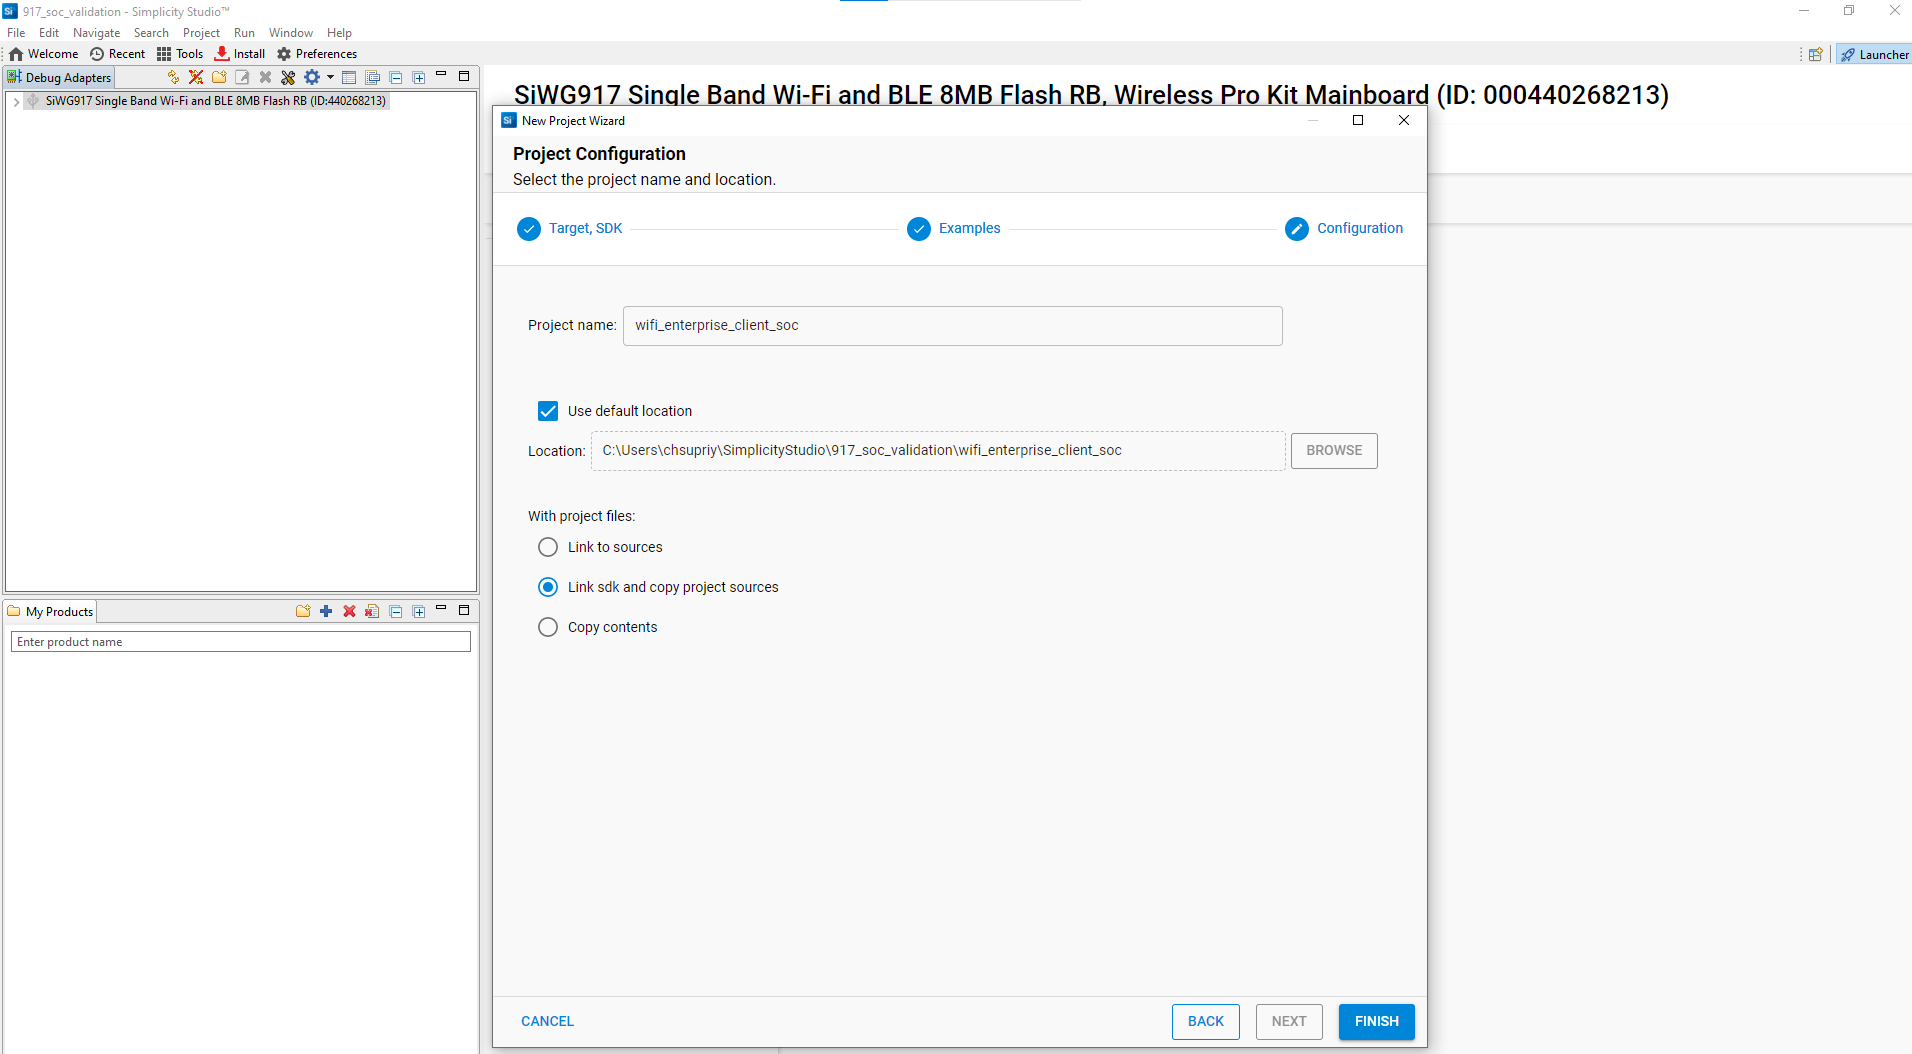 917_soc_validation - Simplicity Studio™
File Edit Navigate Search Project Run Window Help
Welcome Recent Tools Install Preferences
Launcher
Debug Adapters
SiWG917 Single Band Wi-Fi and BLE 8MB Flash RB (ID:440268213)
My Products
Enter product name
SiWG917 Single Band Wi-Fi and BLE 8MB Flash RB, Wireless Pro Kit Mainboard (ID: 000440268213)
New Project Wizard
Project Configuration
Select the project name and location.
Target, SDK
Examples
Configuration
Project name: wifi_enterprise_client_soc
Use default location
Location: C:\Users\chsupriy\SimplicityStudio\917_soc_validation\wifi_enterprise_client_soc BROWSE
With project files:
Link to sources
Link sdk and copy project sources
Copy contents
CANCEL BACK NEXT FINISH